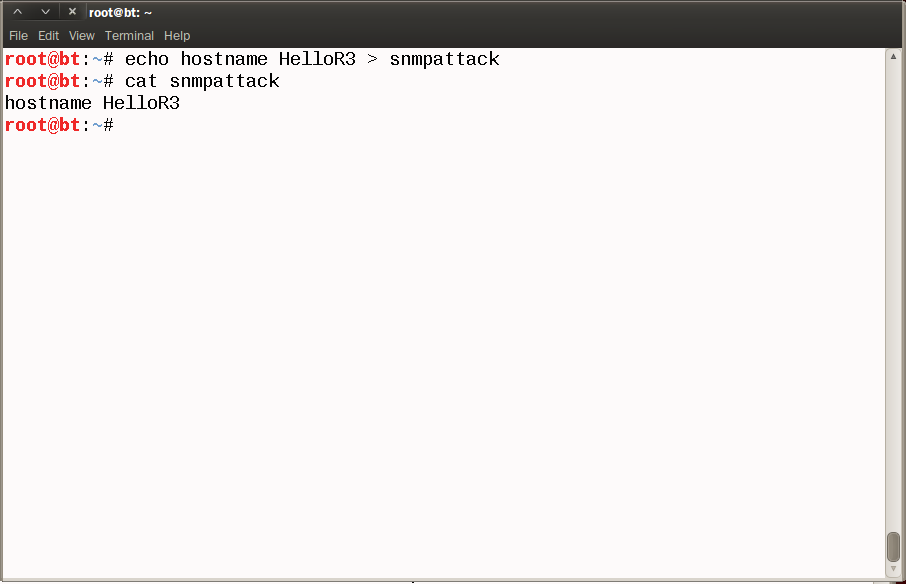 root@bt: ~
File Edit View Terminal Help
root@bt:~# echo hostname HelloR3 > snmpattack
root@bt:~# cat snmpattack
hostname HelloR3
root@bt:~#